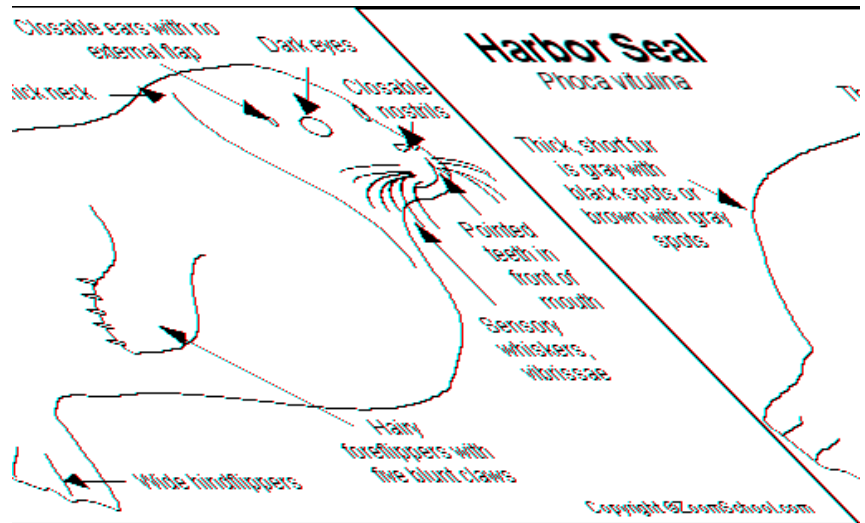 Closable ears with no
external flap
Dark eyes
Closable
nostrils
ick neck
Harbor Seal
Phoca vitulina
Th
Thick, short fur
is gray with
black spots or
brown with gray
spots
Pointed
teeth in
front of
mouth
Sensory
whiskers,
vibrissae
Hairy
foreflippers with
five blunt claws
Wide hindflippers
Copyright ©ZoomSchool.com